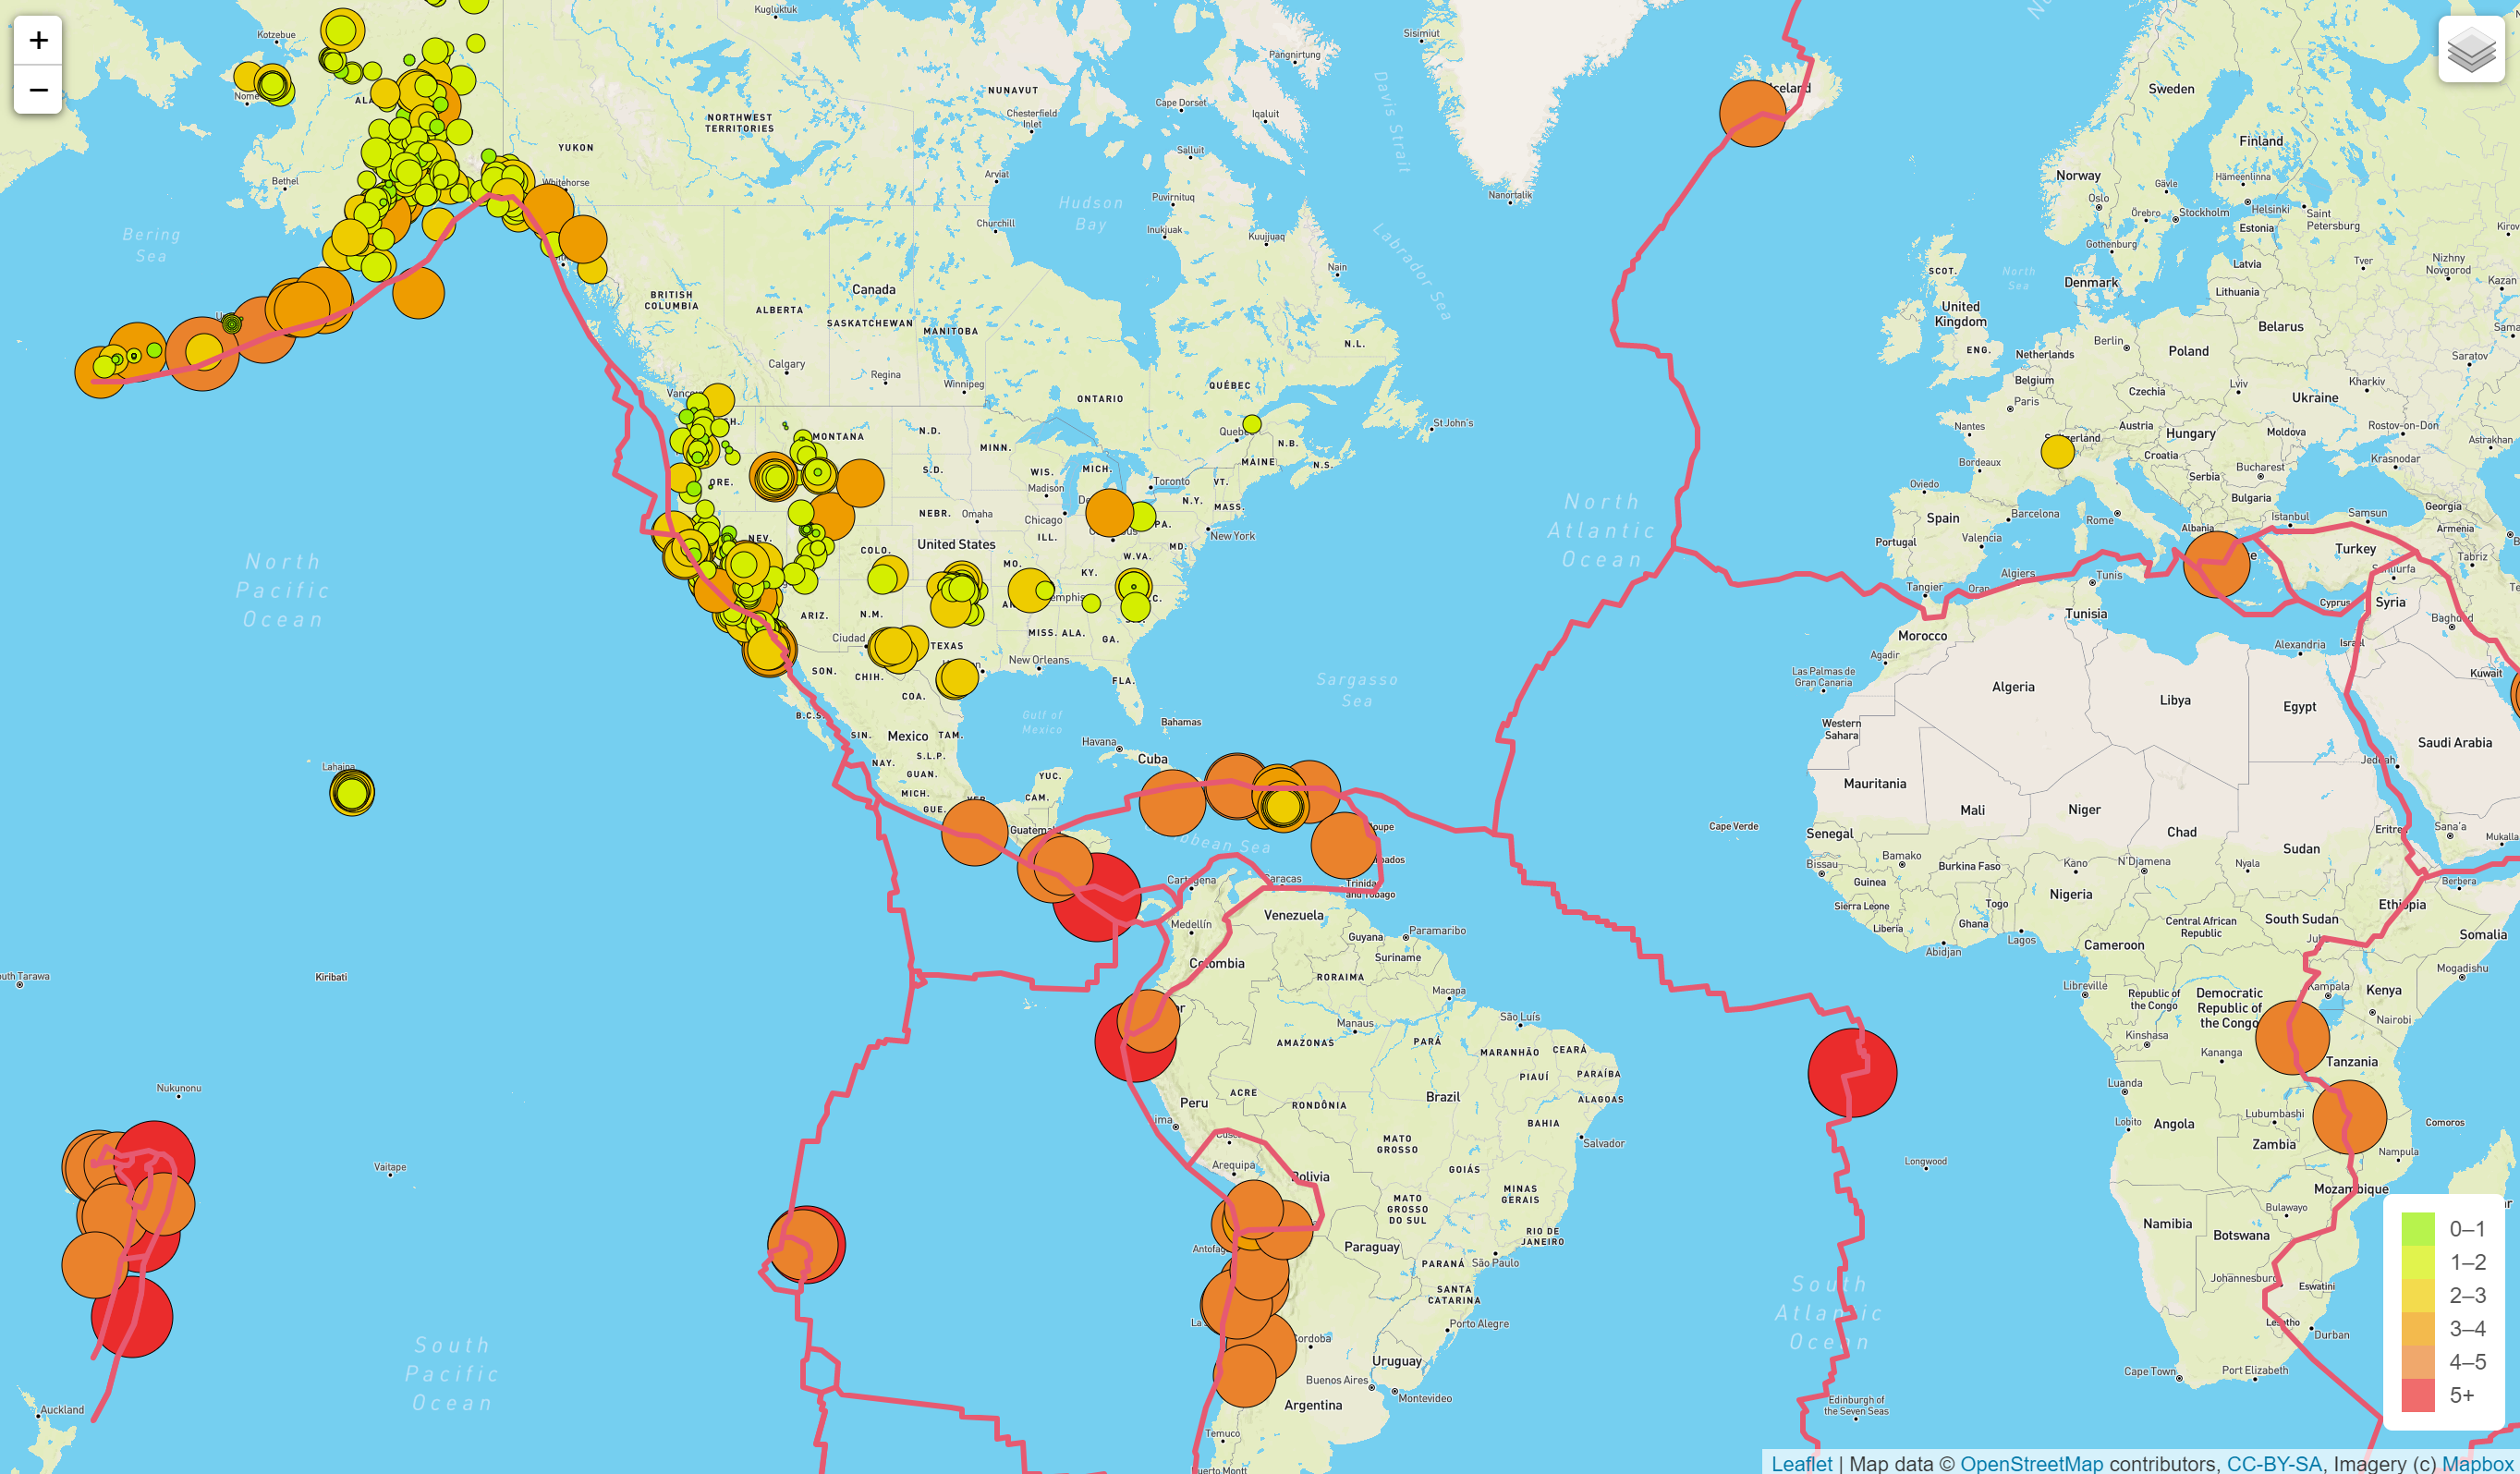 +
−
Kugluktuk
Kotzebue
Nome
Bethel
Bering
Sea
YUKON
Whitehorse
NORTHWEST
TERRITORIES
NUNAVUT
Chesterfield
Inlet
Cape Dorset
Pangnirtung
Iqaluit
Salluit
Arviat
Puvirnituq
Hudson
Bay
Churchill
Inukjuak
Kuujjuaq
Nain
Davis Strait
Labrador Sea
Sisimiut
Nanortalik
Iceland
BRITISH
COLUMBIA
ALBERTA
Canada
SASKATCHEWAN
MANITOBA
Calgary
Regina
Winnipeg
ONTARIO
QUÉBEC
N.L.
St John's
N.B.
N.S.
MAINE
MONTANA
N.D.
MINN.
S.D.
WIS.
MICH.
Madison
Toronto
VT.
N.Y.
MASS.
ORE.
NEBR.
Omaha
Chicago
PA.
New York
NEV.
ILL.
MD.
COLO.
United States
W.VA.
MO.
KY.
ARIZ.
N.M.
MISS.
ALA.
GA.
Ciudad
TEXAS
New Orleans
SON.
CHIH.
FLA.
COA.
B.C.S.
Gulf of
Mexico
Bahamas
SIN.
Mexico
TAM.
Havana
Cuba
S.L.P.
NAY.
GUAN.
YUC.
MICH.
CAM.
GUE.
Lahaina
North
Pacific
Ocean
North
Atlantic
Ocean
Sargasso
Sea
Cartagena
Caracas
Trinidad
and Tobago
Medellín
Venezuela
Guyana
Paramaribo
Suriname
Colombia
RORAIMA
Macapa
São Luís
Manaus
AMAZONAS
PARÁ
MARANHÃO
CEARÁ
PIAUÍ
PARAÍBA
Peru
ACRE
RONDÔNIA
Brazil
ALAGOAS
BAHIA
MATO
GROSSO
Salvador
Arequipa
Bolivia
GOIÁS
MATO
GROSSO
DO SUL
MINAS
GERAIS
RIO DE
JANEIRO
Paraguay
PARANÁ
São Paulo
SANTA
CATARINA
Porto Alegre
Cordoba
Uruguay
Buenos Aires
Montevideo
Argentina
Temuco
Puerto Montt
Kiribati
Nukunonu
Vaitape
South
Pacific
Ocean
Auckland
Sweden
Finland
Norway
Hämeenlinna
Gävle
Oslo
Örebro
Helsinki
Stockholm
Saint
Petersburg
Gothenburg
Estonia
SCOT.
North
Sea
Latvia
Tver
Nizhny
Novgorod
Denmark
Lithuania
Kazan
United
Kingdom
Belarus
ENG.
Berlin
Netherlands
Poland
Saratov
Belgium
Paris
Czechia
Lviv
Kharkiv
Ukraine
Nantes
Austria
Hungary
Moldova
Rostov-on-Don
Astrakhan
Bordeaux
Croatia
Serbia
Bucharest
Krasnodar
Oviedo
Bulgaria
Georgia
Spain
Barcelona
Rome
Albania
Istanbul
Samsun
Armenia
Portugal
Valencia
Turkey
Tabriz
Tangier
Oran
Algiers
Tunis
Cyprus
Syria
Tunisia
Morocco
Baghdad
Alexandria
Israel
Agadir
Las Palmas de
Gran Canaria
Kuwait
Algeria
Libya
Egypt
Western
Sahara
Saudi Arabia
Jeddah
Mauritania
Mali
Niger
Cape Verde
Senegal
Chad
Eritrea
Sana'a
Mukalla
Sudan
Bissau
Bamako
Burkina Faso
Kano
N'Djamena
Nyala
Guinea
Nigeria
Berbera
Sierra Leone
Togo
Ghana
Central African
Republic
South Sudan
Ethiopia
Liberia
Abidjan
Lagos
Cameroon
Somalia
Mogadishu
Libreville
Republic of
the Congo
Democratic
Republic of
the Congo
Kampala
Kenya
Nairobi
Kinshasa
Kananga
Tanzania
Luanda
Lobito
Angola
Lubumbashi
Zambia
Comoros
Nampula
Longwood
Mozambique
Namibia
Bulawayo
Botswana
Johannesburg
Eswatini
Lesotho
Durban
Cape Town
Port Elizabeth
South
Atlantic
Ocean
Edinburgh of
the Seven Seas
0–1
1–2
2–3
3–4
4–5
5+
Leaflet | Map data © OpenStreetMap contributors, CC-BY-SA, Imagery (c) Mapbox